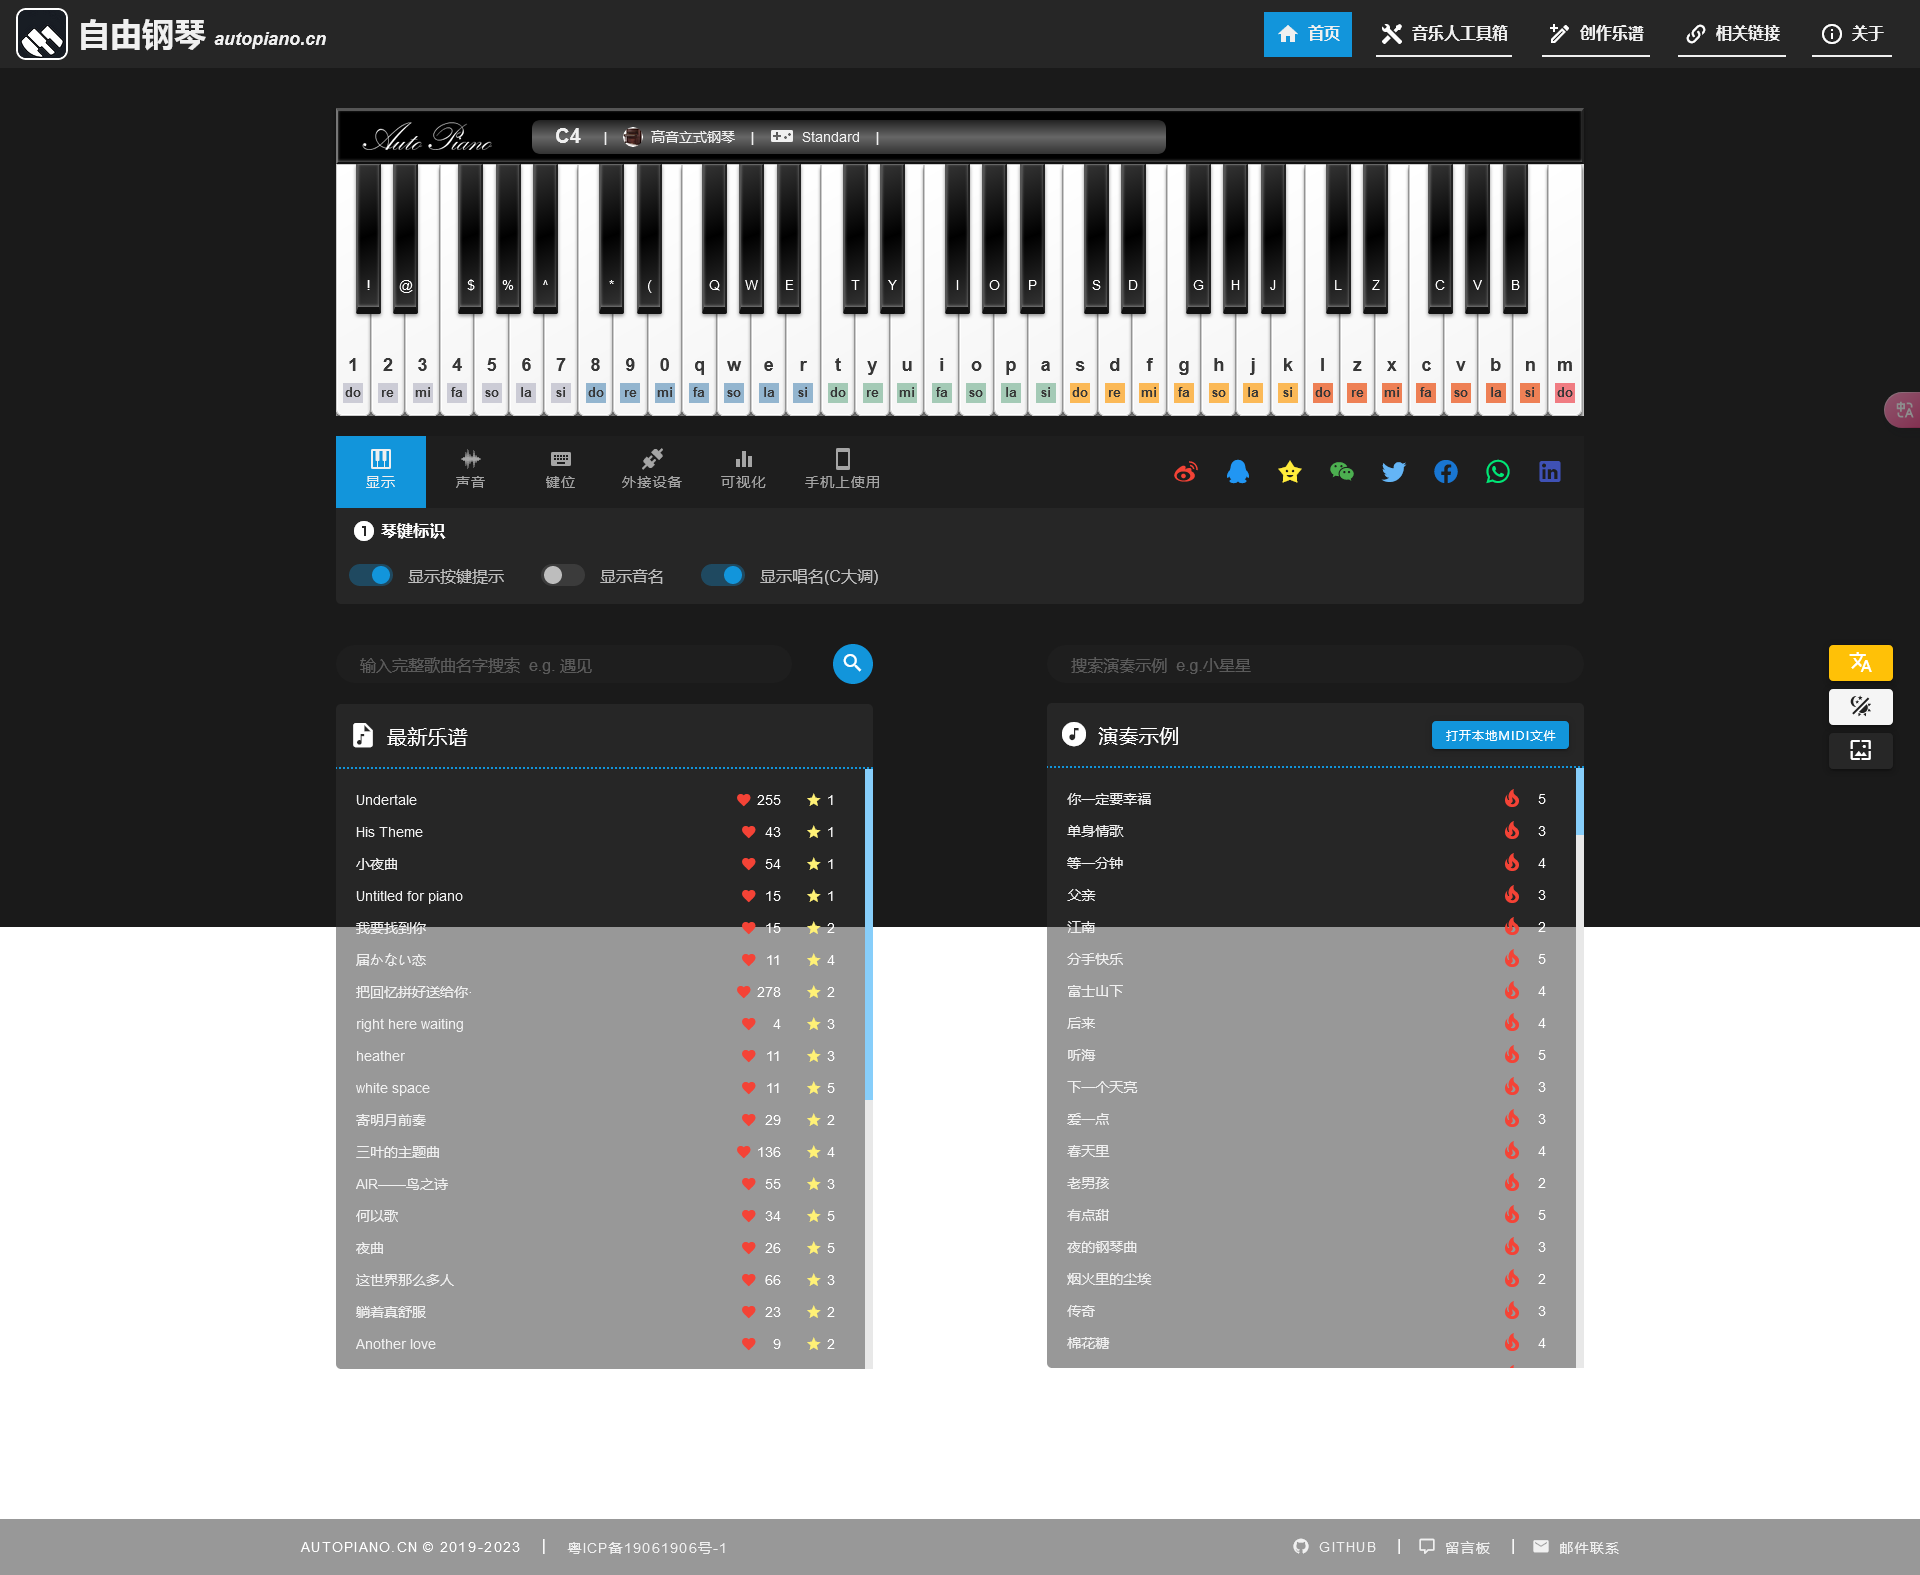 自由钢琴 autopiano.cn
首页 音乐人工具箱 创作乐谱 相关链接 关于
Auto Piano C4 | 高音立式钢琴 | Standard |
! @ $ % ^ * ( Q W E T Y I O P S D G H J L Z C V B
1 2 3 4 5 6 7 8 9 0 q w e r t y u i o p a s d f g h j k l z x c v b n m
do re mi fa so la si do re mi fa so la si do re mi fa so la si do re mi fa so la si do re mi fa so la si do
显示 声音 键位 外接设备 可视化 手机上使用
1 琴键标识
显示按键提示 显示音名 显示唱名(C大调)
输入完整歌曲名字搜索 e.g. 遇见
最新乐谱
Undertale 255 1
His Theme 43 1
小夜曲 54 1
Untitled for piano 15 1
我要找到你 15 2
届かない恋 11 4
把回忆拼好送给你· 278 2
right here waiting 4 3
heather 11 3
white space 11 5
寄明月前奏 29 2
三叶的主题曲 136 4
AIR——鸟之诗 55 3
何以歌 34 5
夜曲 26 5
这世界那么多人 66 3
躺着真舒服 23 2
Another love 9 2
搜索演奏示例 e.g.小星星
演奏示例 打开本地MIDI文件
你一定要幸福 5
单身情歌 3
等一分钟 4
父亲 3
江南 2
分手快乐 5
富士山下 4
后来 4
听海 5
下一个天亮 3
爱一点 3
春天里 4
老男孩 2
有点甜 5
夜的钢琴曲 3
烟火里的尘埃 2
传奇 3
棉花糖 4
AUTOPIANO.CN © 2019-2023 | 粤ICP备19061906号-1 GITHUB | 留言板 | 邮件联系